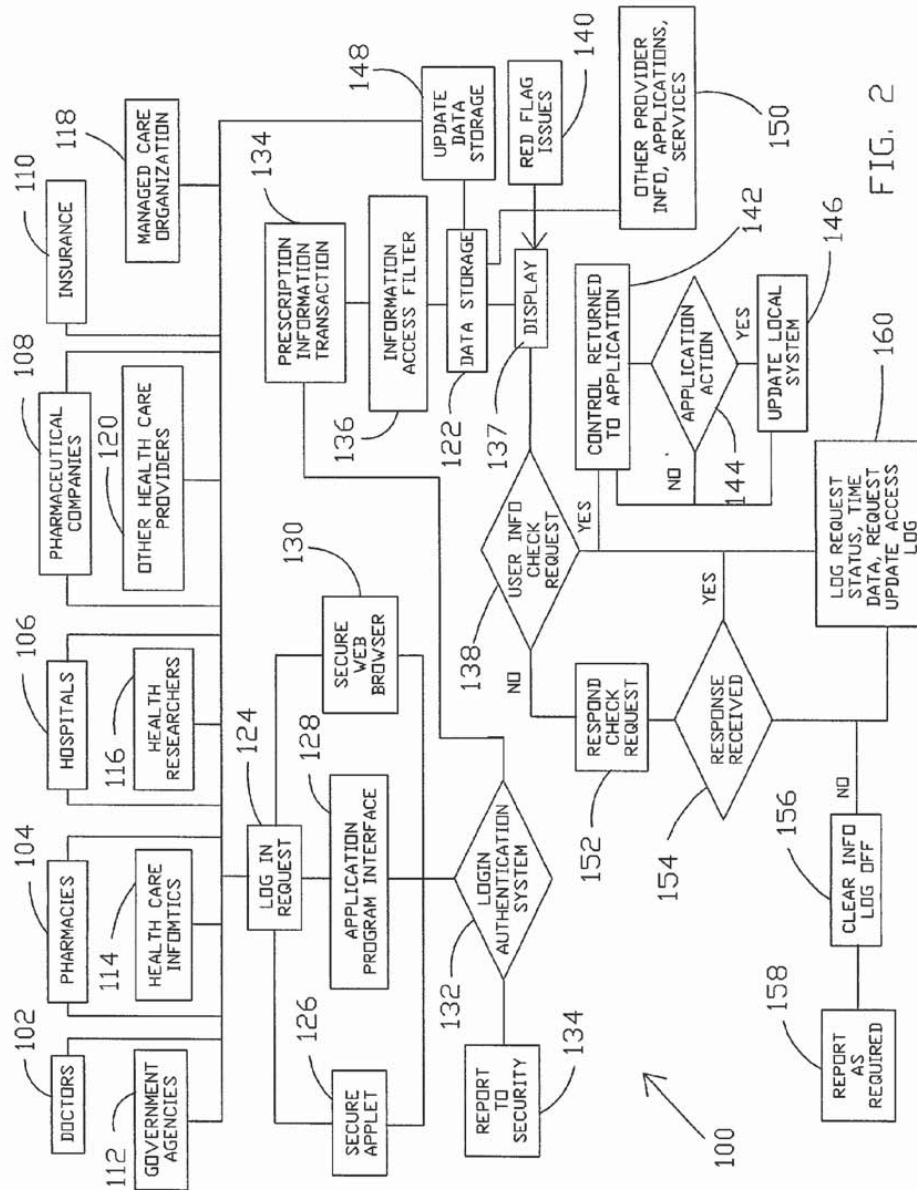 102
DOCTORS
104
PHARMACIES
106
HOSPITALS
108
PHARMACEUTICAL
COMPANIES
110
INSURANCE
118
MANAGED CARE
ORGANIZATION
112
GOVERNMENT
AGENCIES
114
HEALTH CARE
INFOMTICS
116
HEALTH
RESEARCHERS
120
OTHER HEALTH CARE
PROVIDERS
124
LOG IN
REQUEST
126
SECURE
APPLET
128
APPLICATION
PROGRAM INTERFACE
130
SECURE
WEB
BROWSER
132
LOGIN
AUTHENTICATION
SYSTEM
REPORT
TO
SECURITY
134
134
PRESCRIPTION
INFORMATION
TRANSACTION
136
INFORMATION
ACCESS FILTER
148
UPDATE
DATA
STORAGE
122
DATA STORAGE
137
DISPLAY
RED FLAG
ISSUES
140
OTHER PROVIDER
INFO, APPLICATIONS,
SERVICES
150
138
USER INFO
CHECK
REQUEST
NO
YES
CONTROL RETURNED
TO APPLICATION
142
APPLICATION
ACTION
144
NO
YES
UPDATE LOCAL
SYSTEM
146
152
RESPOND
CHECK
REQUEST
154
RESPONSE
RECEIVED
YES
NO
156
CLEAR INFO
LOG OFF
158
REPORT
AS
REQUIRED
160
LOG REQUEST
STATUS, TIME
DATA, REQUEST
UPDATE ACCESS
LOG
100
FIG. 2